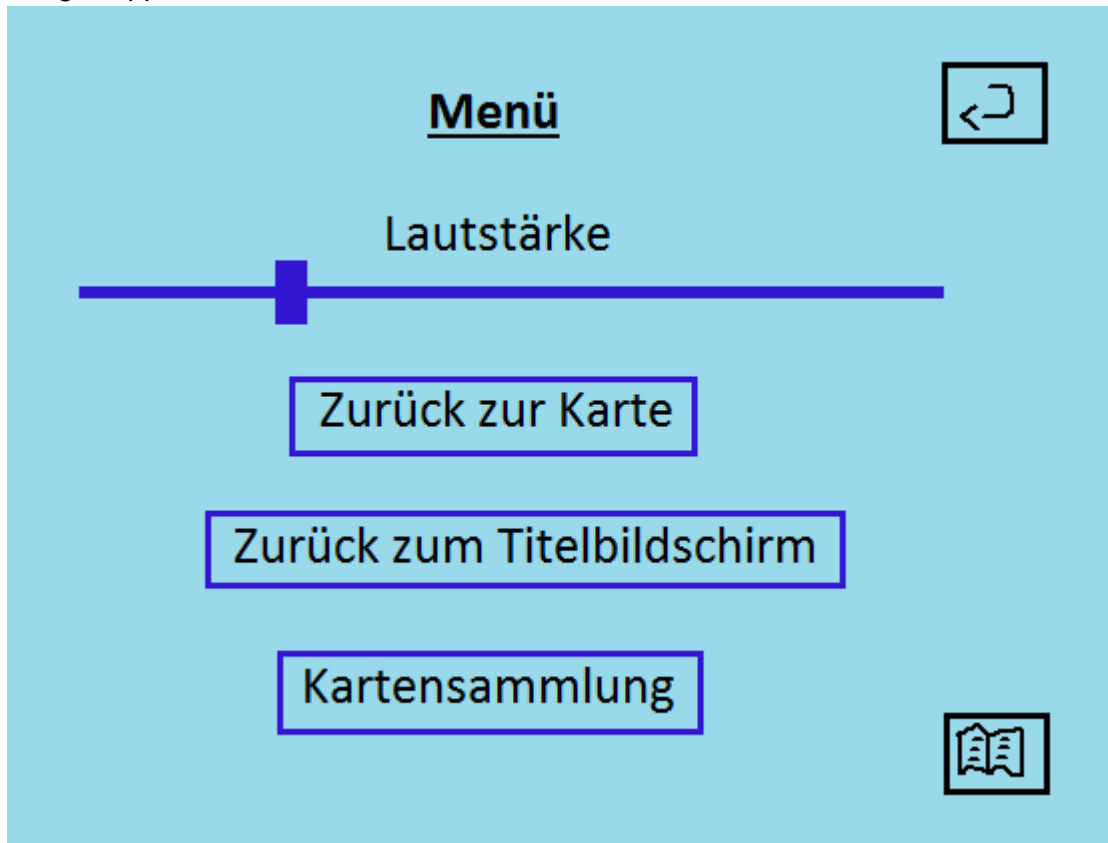 Menü
Lautstärke
Zurück zur Karte
Zurück zum Titelbildschirm
Kartensammlung